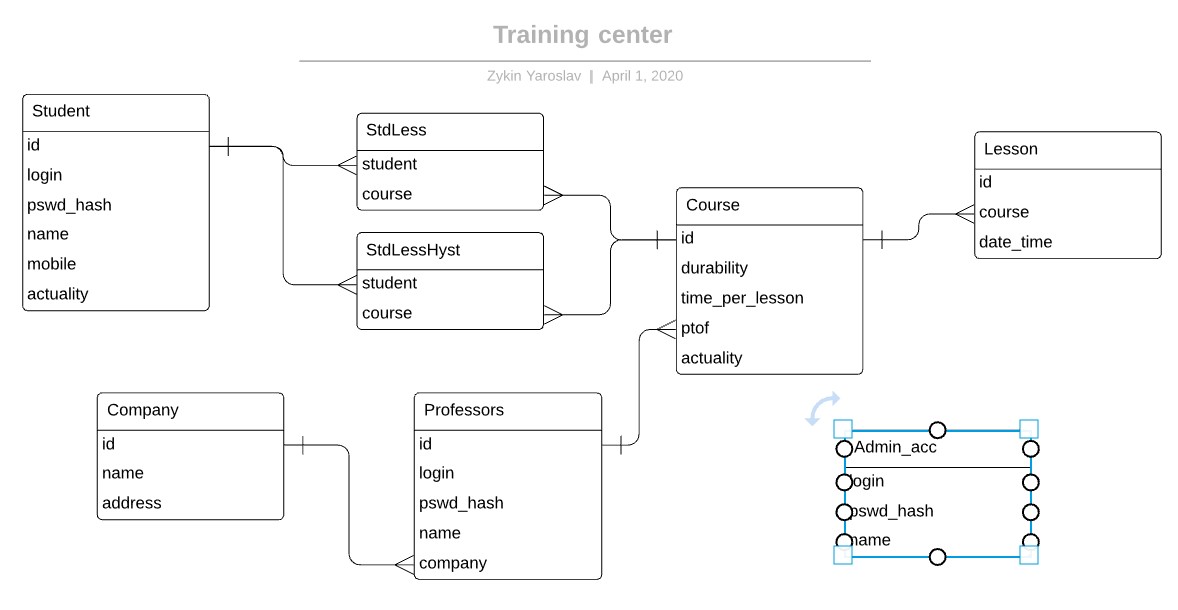 Training center
Zykin Yaroslav | April 1, 2020
Student
id
login
pswd_hash
name
mobile
actuality
StdLess
student
course
StdLessHyst
student
course
Course
id
durability
time_per_lesson
ptof
actuality
Lesson
id
course
date_time
Company
id
name
address
Professors
id
login
pswd_hash
name
company
Admin_acc
login
pswd_hash
name